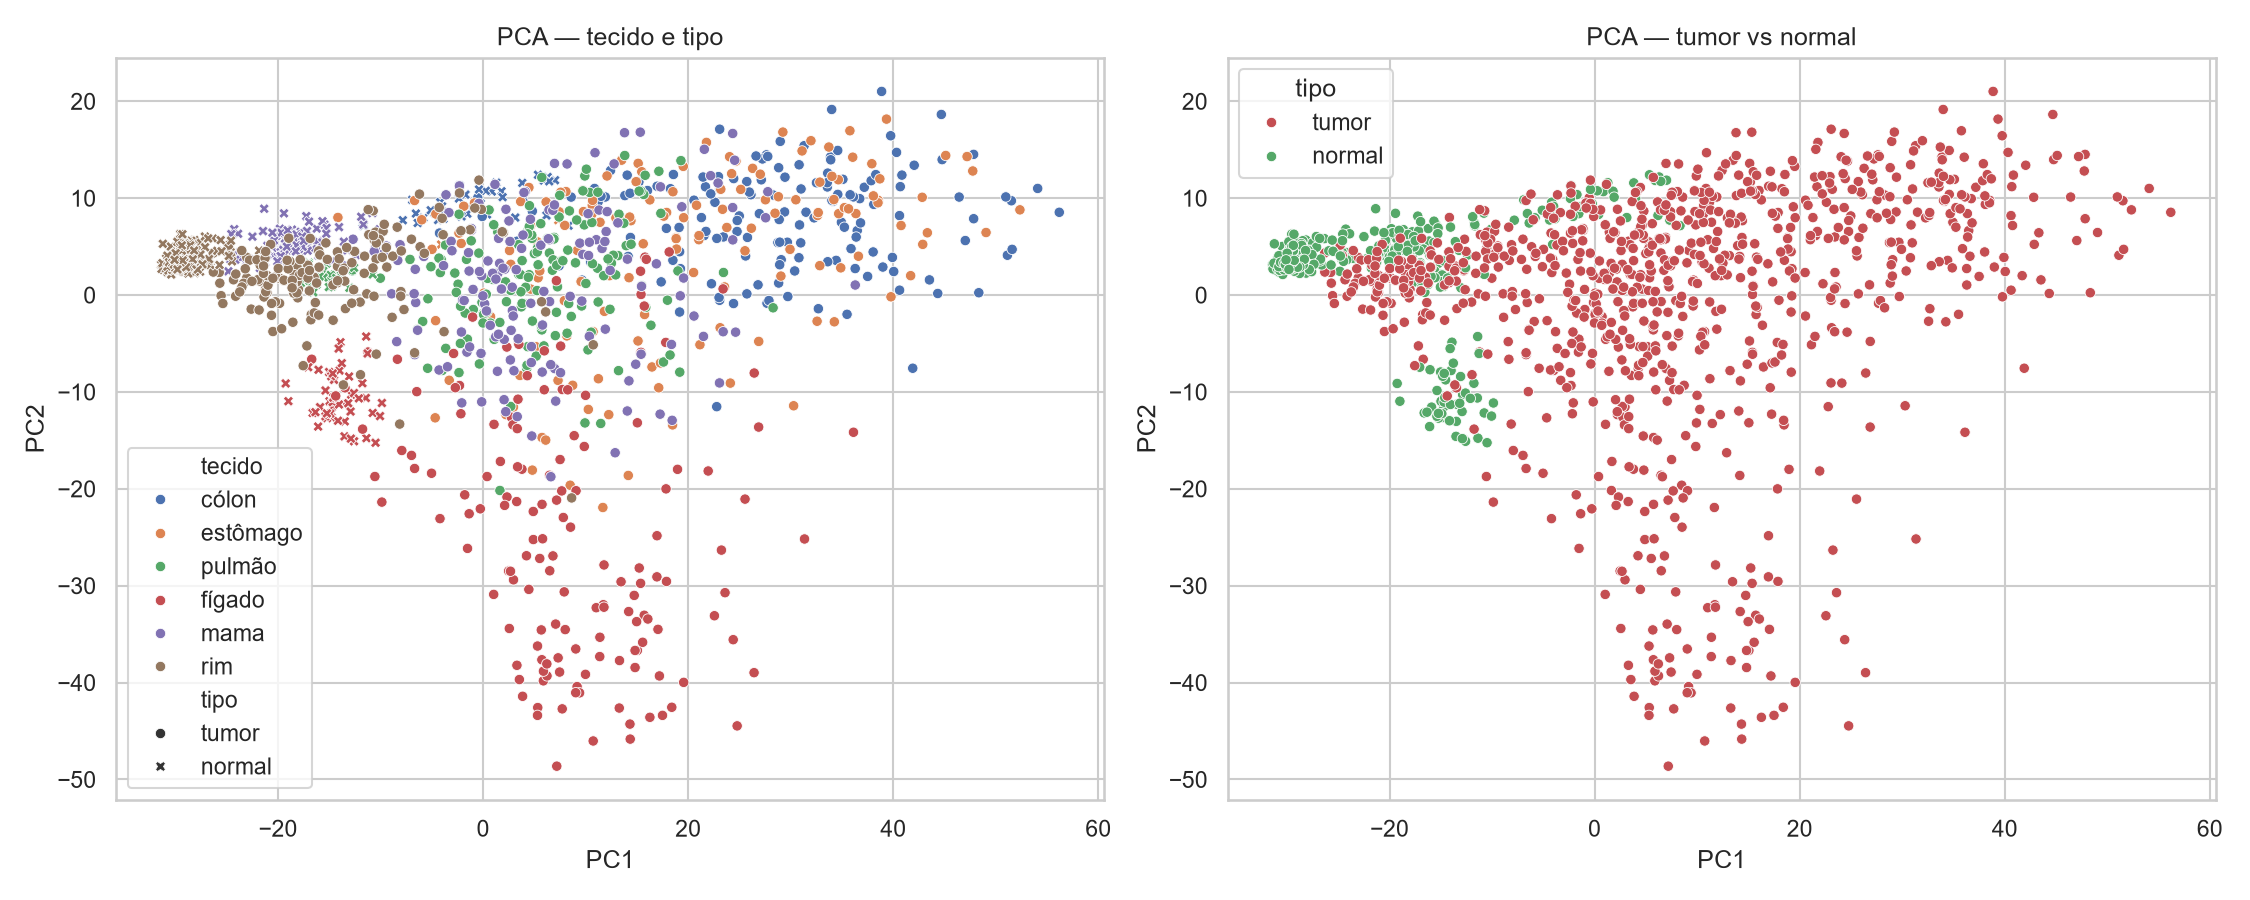 PCA — tecido e tipo
20
10
0
−10
−20
−30
−40
−50
PC2
tecido
cólon
estômago
pulmão
fígado
mama
rim
tipo
tumor
normal
−20
0
20
40
60
PC1
PCA — tumor vs normal
tipo
tumor
normal
20
10
0
−10
−20
−30
−40
−50
PC2
−20
0
20
40
60
PC1